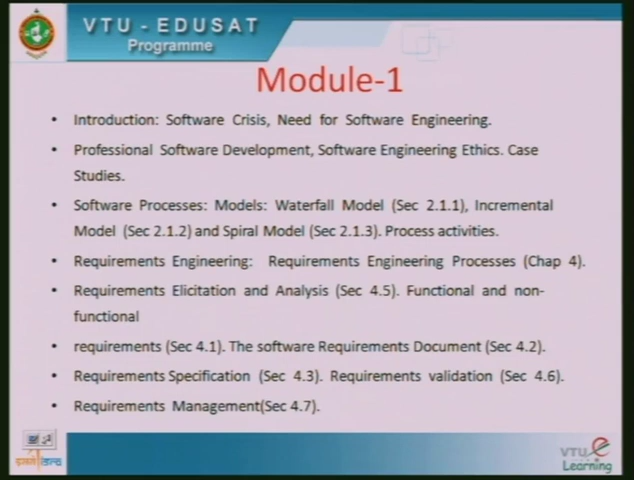 VTU - EDUSAT
Programme
Module-1
• Introduction: Software Crisis, Need for Software Engineering.
• Professional Software Development, Software Engineering Ethics. Case
Studies.
• Software Processes: Models: Waterfall Model (Sec 2.1.1), Incremental
Model (Sec 2.1.2) and Spiral Model (Sec 2.1.3). Process activities.
• Requirements Engineering: Requirements Engineering Processes (Chap 4).
• Requirements Elicitation and Analysis (Sec 4.5). Functional and non-
functional
• requirements (Sec 4.1). The software Requirements Document (Sec 4.2).
• Requirements Specification (Sec 4.3). Requirements validation (Sec 4.6).
• Requirements Management(Sec 4.7).
VTU e
Learning